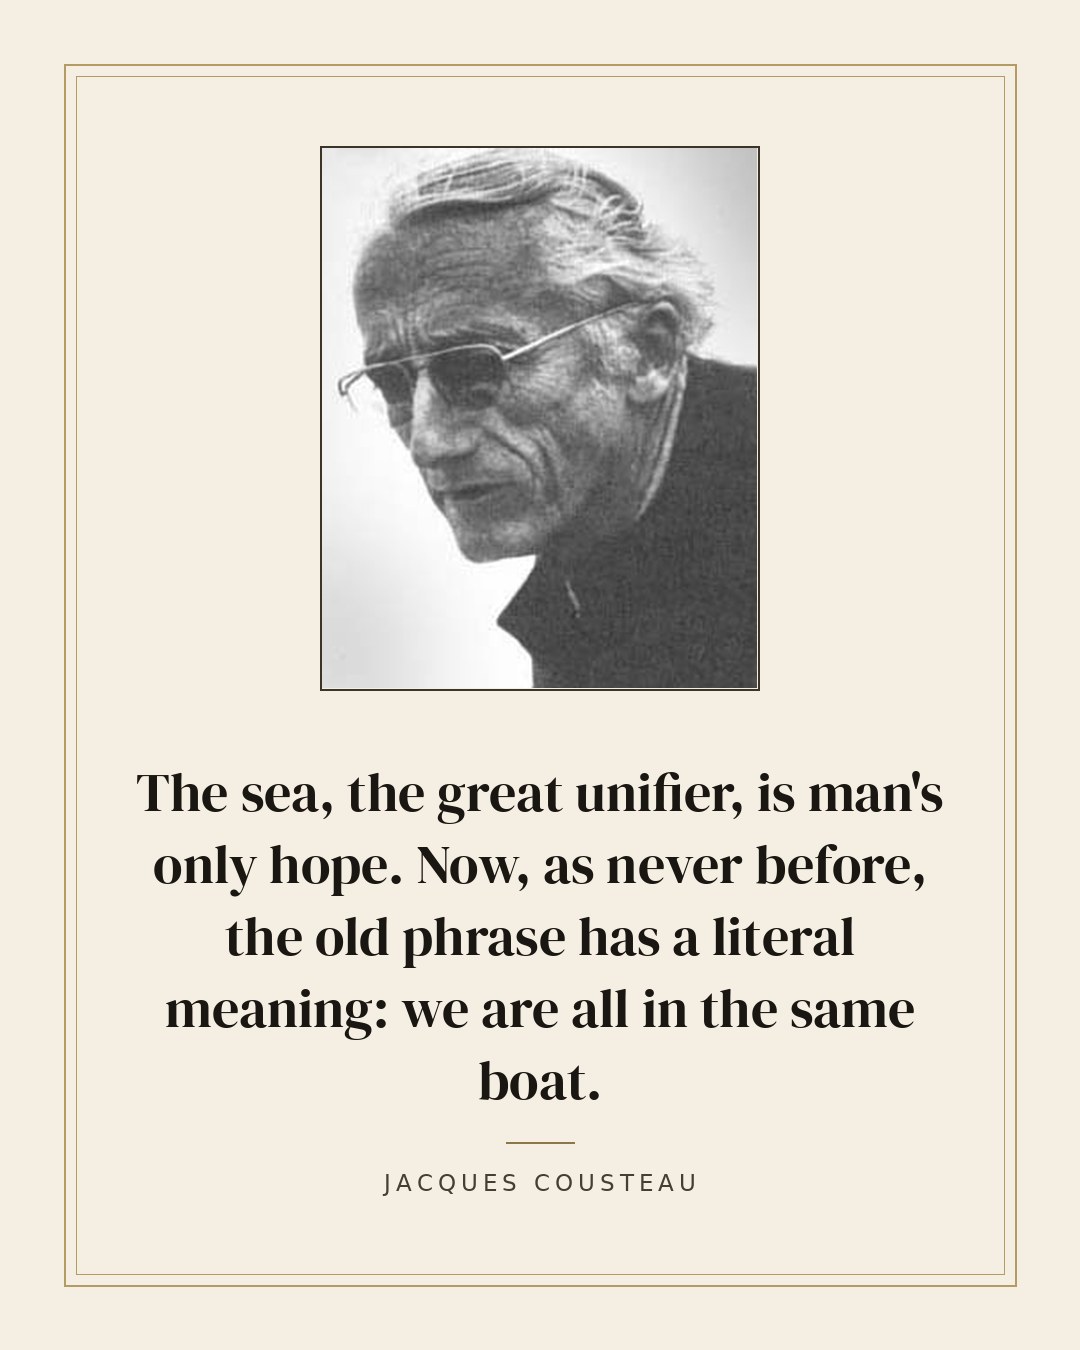 The sea, the great unifier, is man's
only hope. Now, as never before,
the old phrase has a literal
meaning: we are all in the same
boat.
JACQUES COUSTEAU